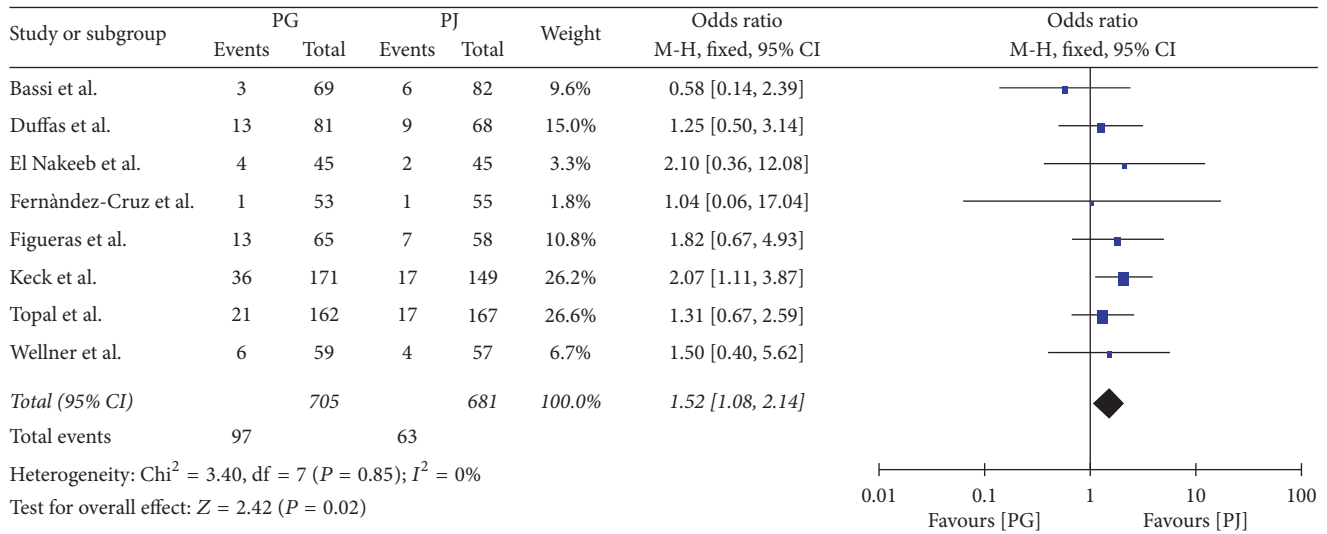 Study or subgroup PG PJ Weight Odds ratio Odds ratio
Events Total Events Total M-H, fixed, 95% CI M-H, fixed, 95% CI
Bassi et al. 3 69 6 82 9.6% 0.58 [0.14, 2.39]
Duffas et al. 13 81 9 68 15.0% 1.25 [0.50, 3.14]
El Nakeeb et al. 4 45 2 45 3.3% 2.10 [0.36, 12.08]
Fernàndez-Cruz et al. 1 53 1 55 1.8% 1.04 [0.06, 17.04]
Figueras et al. 13 65 7 58 10.8% 1.82 [0.67, 4.93]
Keck et al. 36 171 17 149 26.2% 2.07 [1.11, 3.87]
Topal et al. 21 162 17 167 26.6% 1.31 [0.67, 2.59]
Wellner et al. 6 59 4 57 6.7% 1.50 [0.40, 5.62]
Total (95% CI) 705 681 100.0% 1.52 [1.08, 2.14]
Total events 97 63
Heterogeneity: Chi² = 3.40, df = 7 (P = 0.85); I² = 0%
Test for overall effect: Z = 2.42 (P = 0.02)
0.01 0.1 1 10 100
Favours [PG] Favours [PJ]